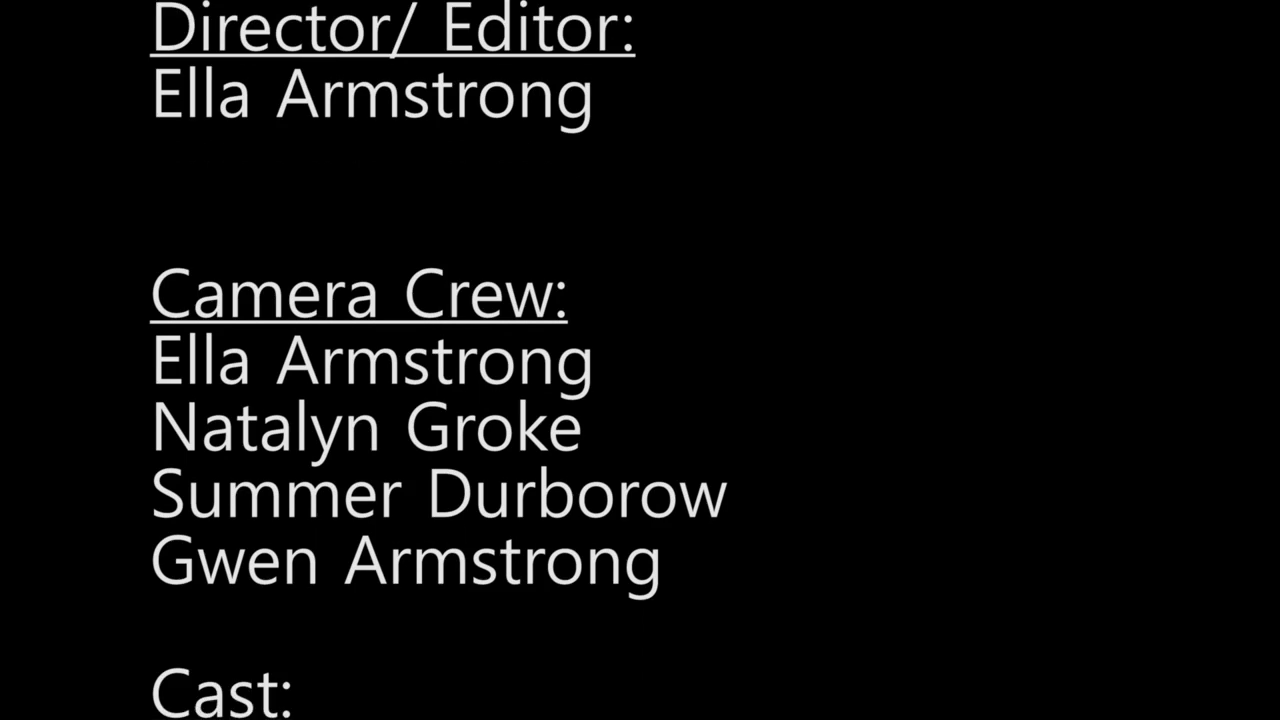 Director/ Editor:
Ella Armstrong
Camera Crew:
Ella Armstrong
Natalyn Groke
Summer Durborow
Gwen Armstrong
Cast: